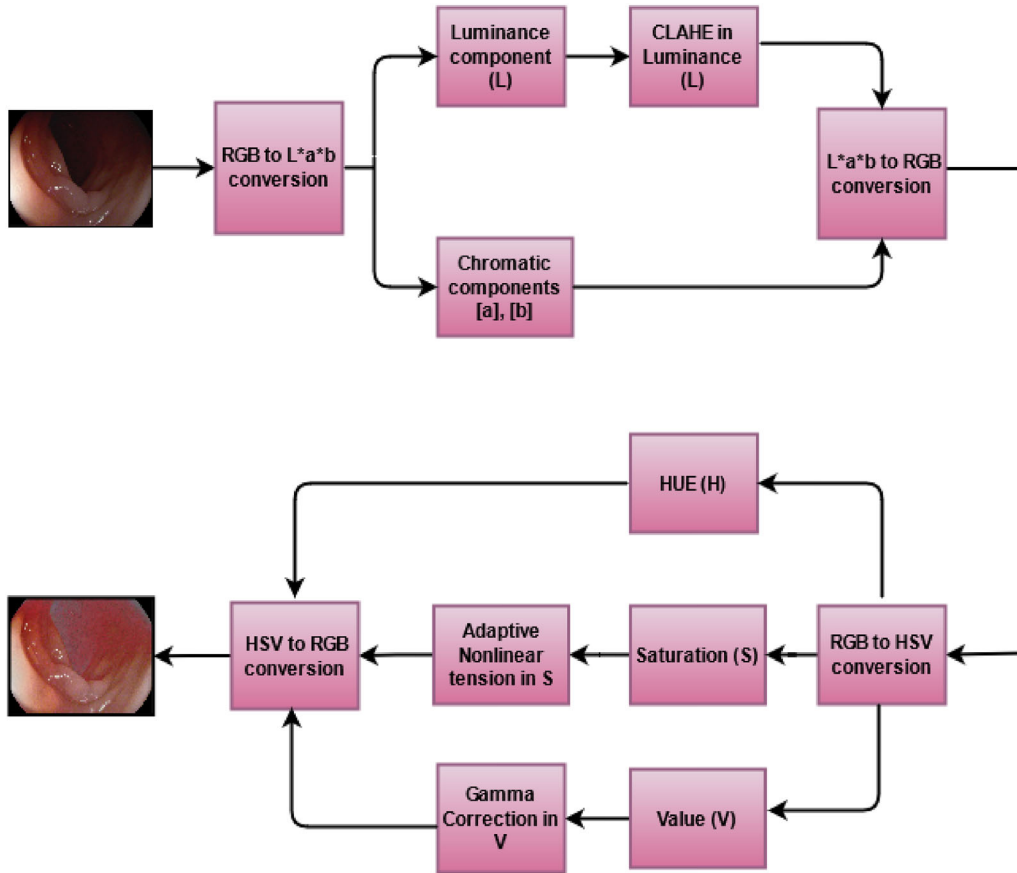 Luminance
component
(L)
CLAHE in
Luminance
(L)
RGB to L*a*b
conversion
L*a*b to RGB
conversion
Chromatic
components
[a], [b]
HUE (H)
HSV to RGB
conversion
Adaptive
Nonlinear
tension in S
Saturation (S)
RGB to HSV
conversion
Gamma
Correction in
V
Value (V)